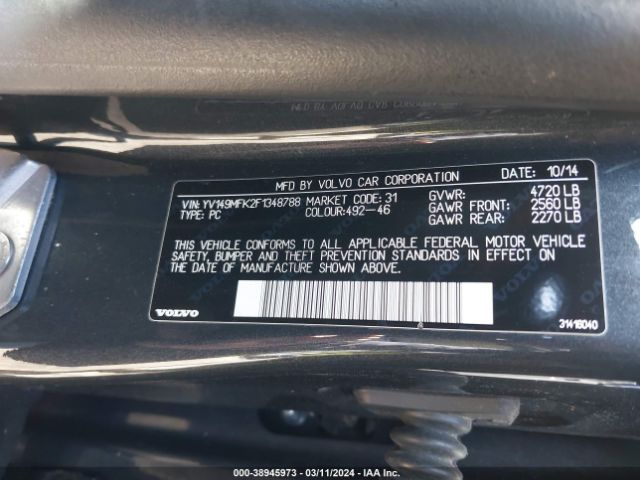 MFD BY VOLVO CAR CORPORATION DATE: 10/14
VIN: YV149MFK2F1348788 MARKET CODE: 31 GVWR: 4720 LB
TYPE: PC COLOUR:492-46 GAWR FRONT: 2560 LB
GAWR REAR: 2270 LB
THIS VEHICLE CONFORMS TO ALL APPLICABLE FEDERAL MOTOR VEHICLE
SAFETY, BUMPER AND THEFT PREVENTION STANDARDS IN EFFECT ON
THE DATE OF MANUFACTURE SHOWN ABOVE.
VOLVO
31416040
000-38945973 - 03/11/2024 - IAA Inc.